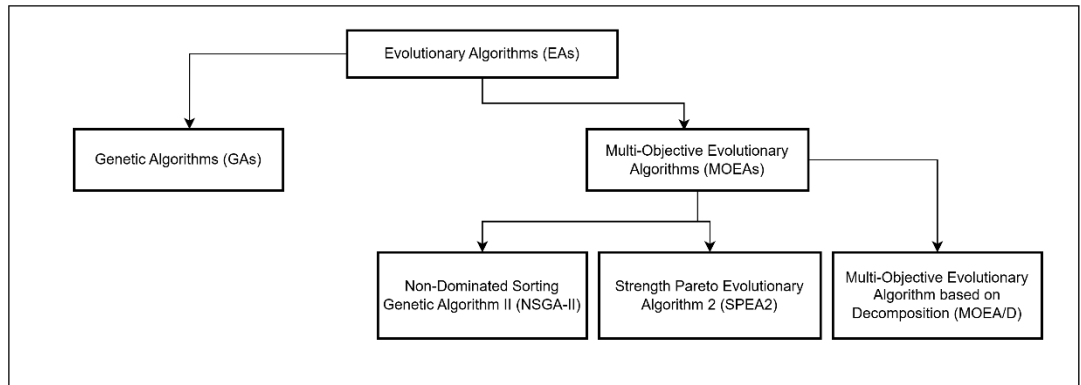 Evolutionary Algorithms (EAs)
Genetic Algorithms (GAs)
Multi-Objective Evolutionary
Algorithms (MOEAs)
Non-Dominated Sorting
Genetic Algorithm II (NSGA-II)
Strength Pareto Evolutionary
Algorithm 2 (SPEA2)
Multi-Objective Evolutionary
Algorithm based on
Decomposition (MOEA/D)